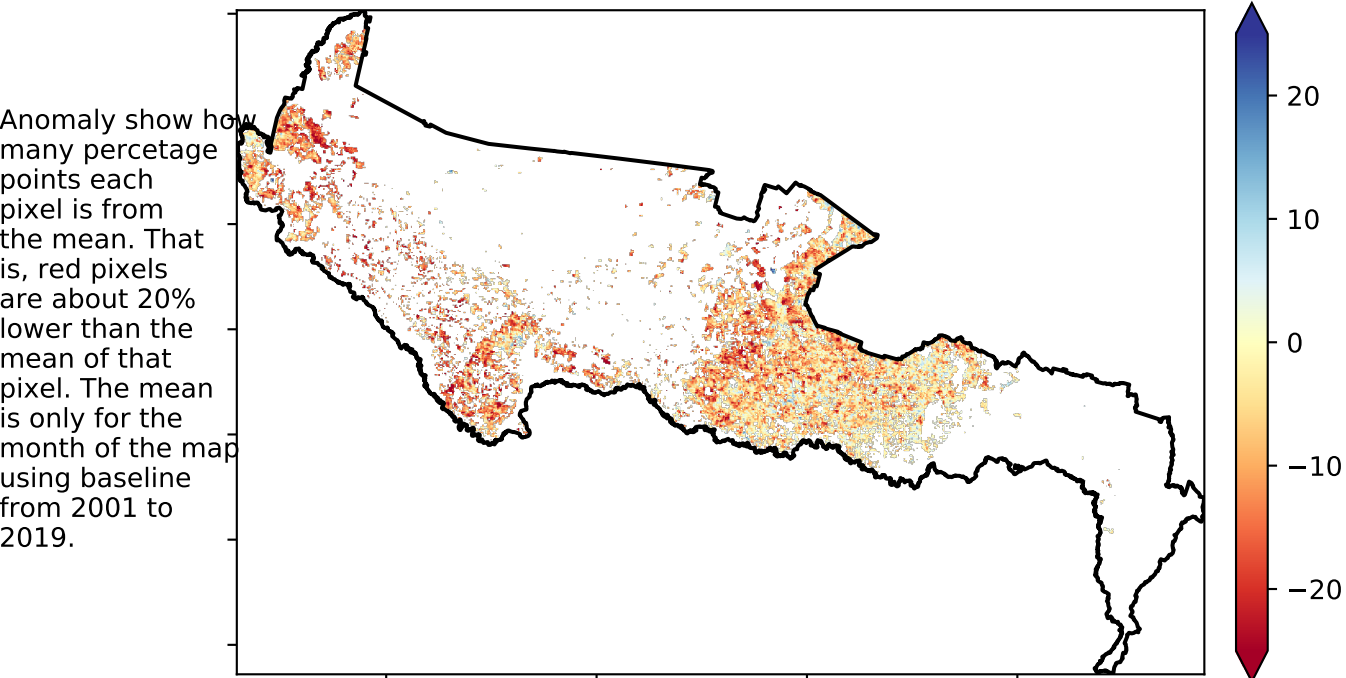 Anomaly show how
many percetage
points each
pixel is from
the mean. That
is, red pixels
are about 20%
lower than the
mean of that
pixel. The mean
is only for the
month of the map
using baseline
from 2001 to
2019.
20
10
0
−10
−20